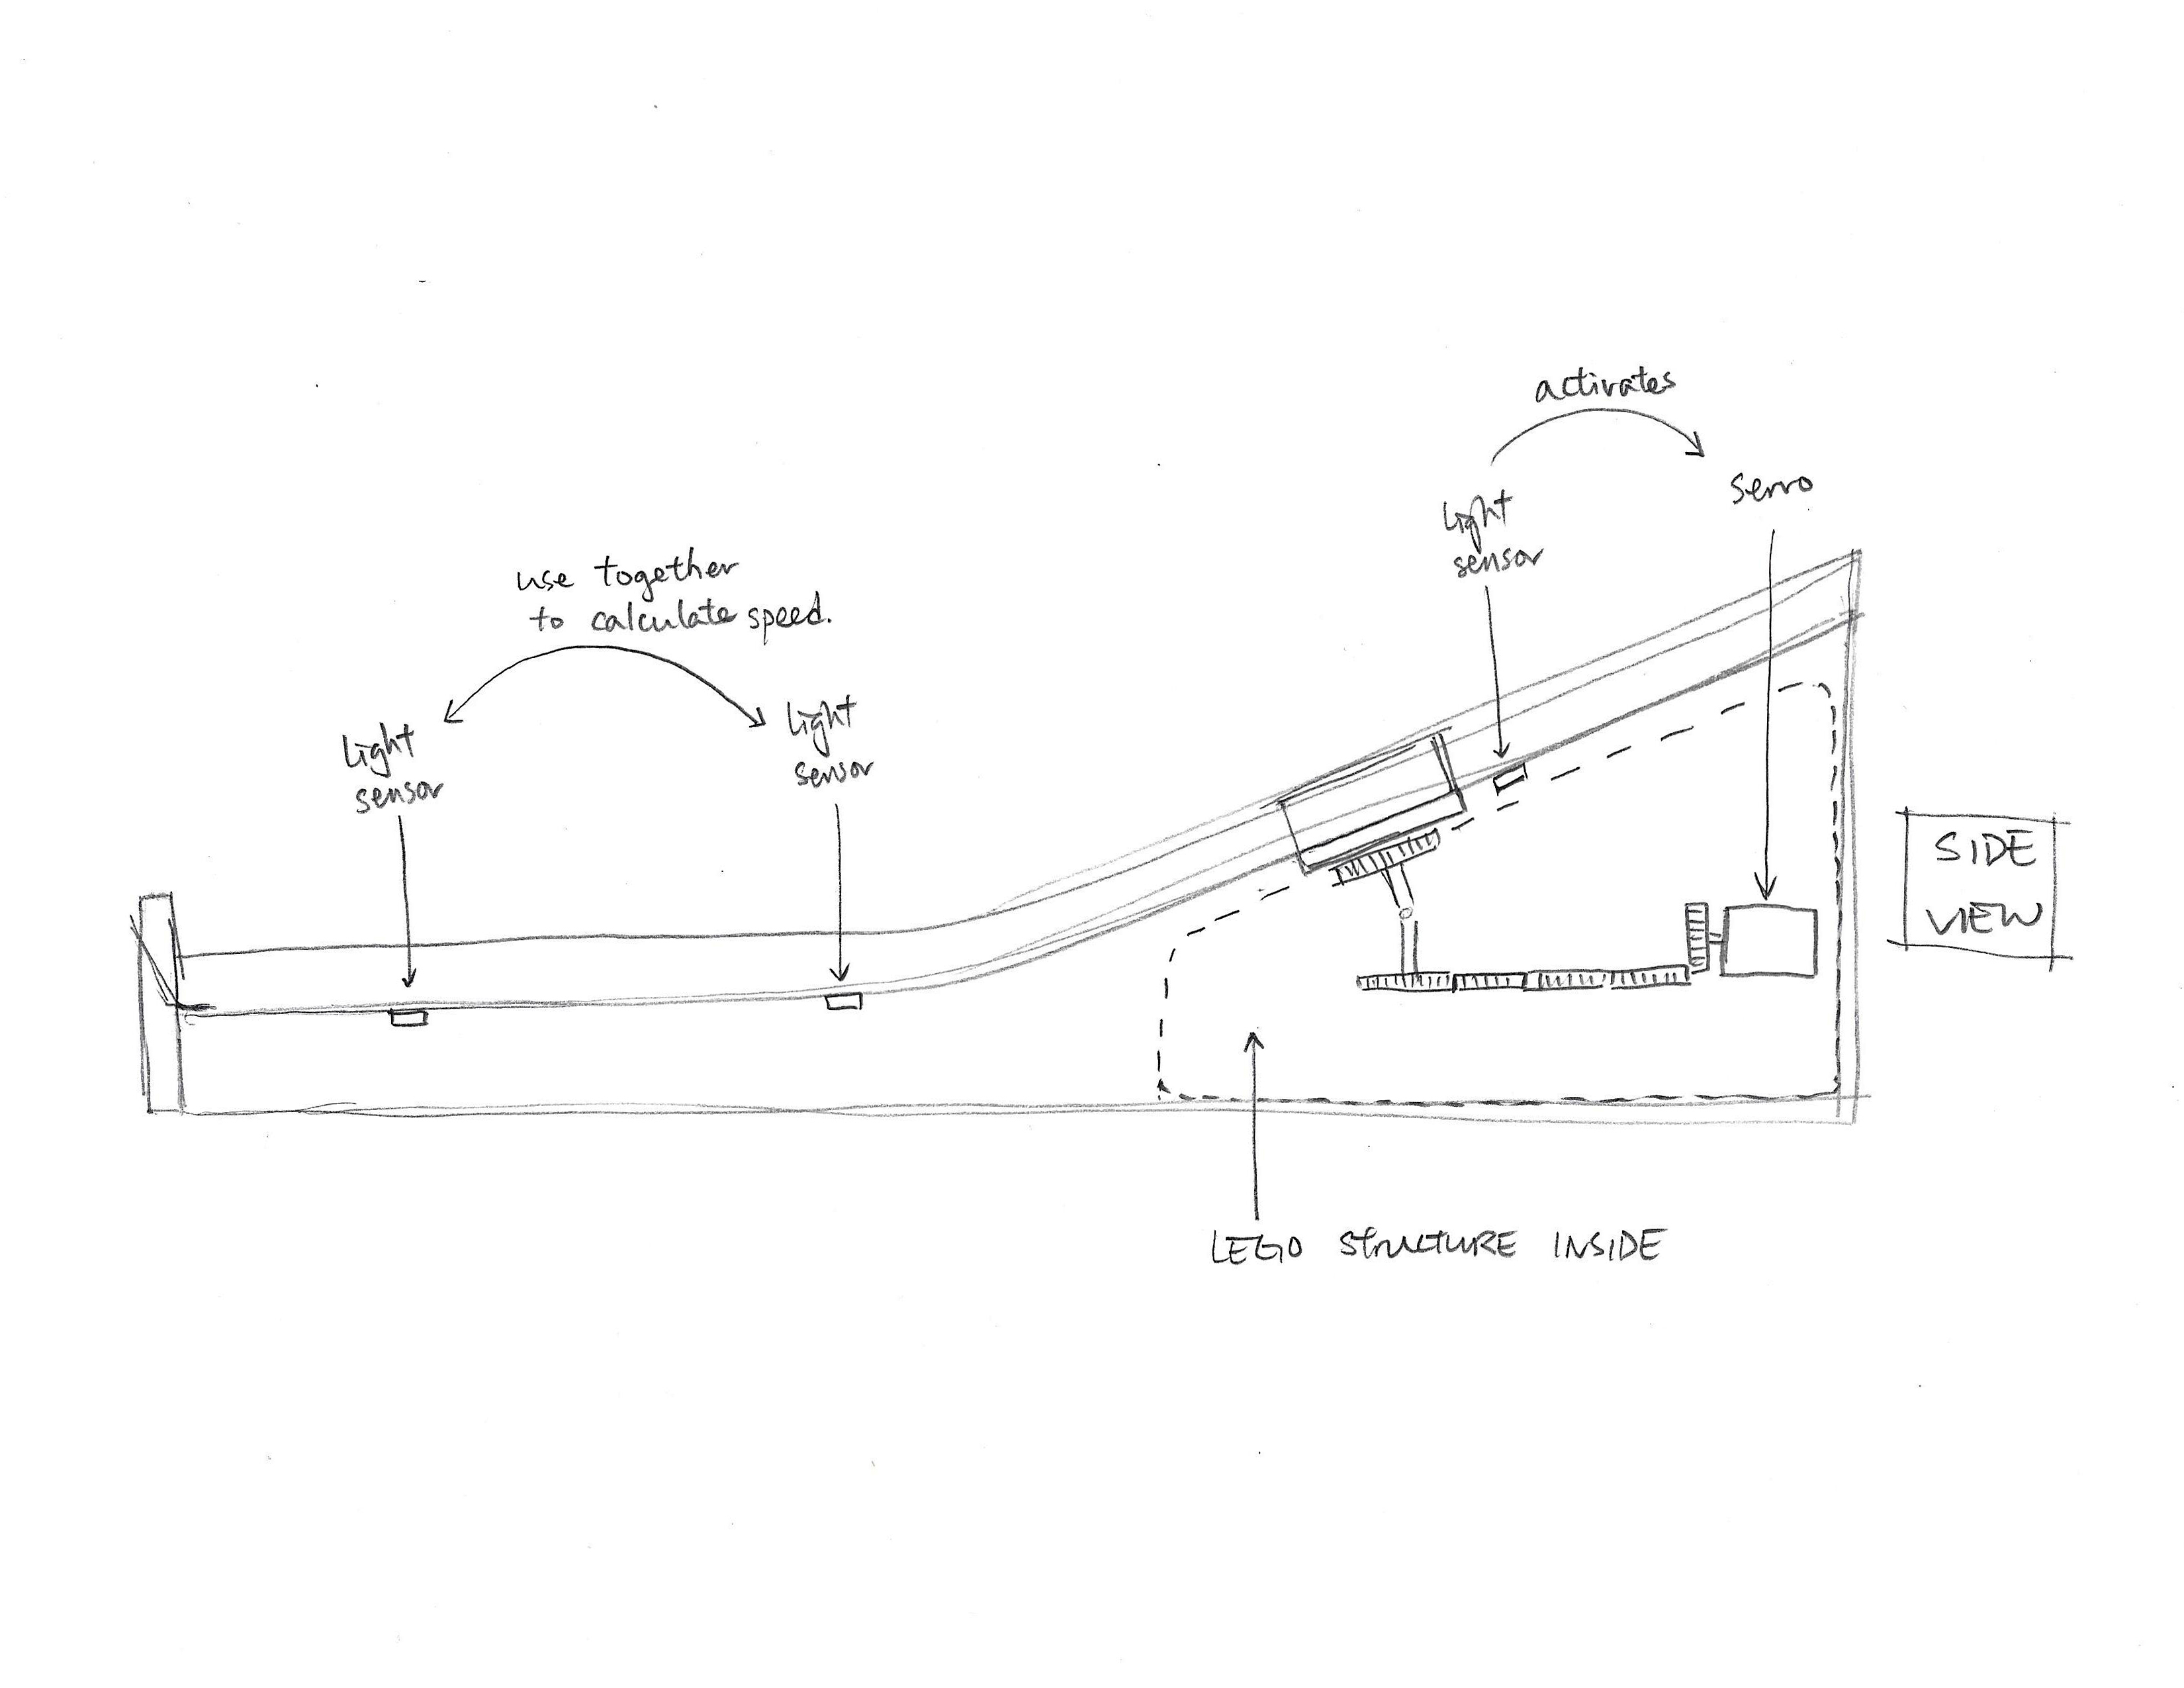 activates
light
sensor
servo
use together
to calculate speed.
light
sensor
light
sensor
SIDE
VIEW
LEGO STRUCTURE INSIDE